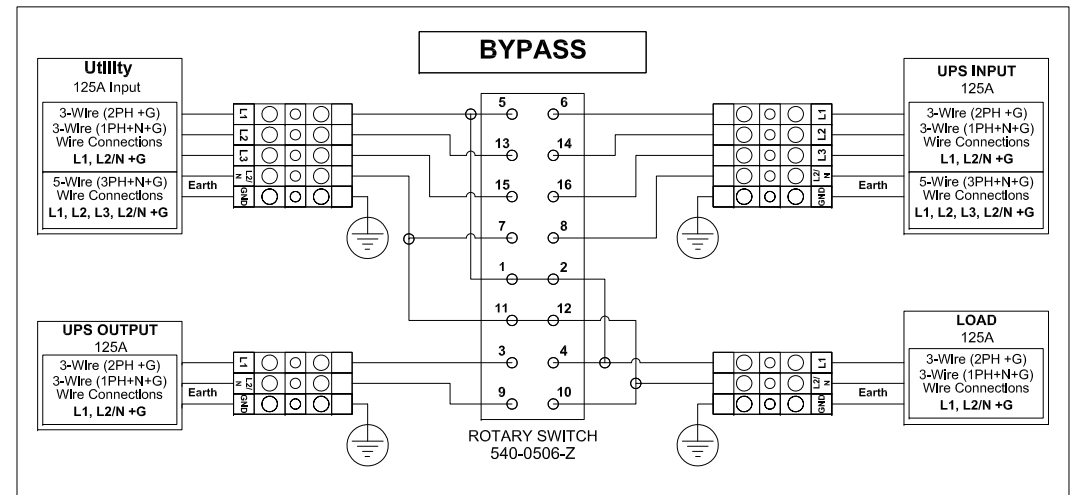 BYPASS
Utility
125A Input
3-Wire (2PH +G)
3-Wire (1PH+N+G)
Wire Connections
L1, L2/N +G
5-Wire (3PH+N+G)
Wire Connections
L1, L2, L3, L2/N +G
Earth
L1
L2
L3
L2/
N
GND
5
6
13
14
15
16
7
8
1
2
11
12
3
4
9
10
ROTARY SWITCH
540-0506-Z
L1
L2
L3
L2/
N
GND
Earth
UPS INPUT
125A
3-Wire (2PH +G)
3-Wire (1PH+N+G)
Wire Connections
L1, L2/N +G
5-Wire (3PH+N+G)
Wire Connections
L1, L2, L3, L2/N +G
UPS OUTPUT
125A
3-Wire (2PH +G)
3-Wire (1PH+N+G)
Wire Connections
L1, L2/N +G
Earth
L1
L2/
N
GND
L1
L2/
N
GND
Earth
LOAD
125A
3-Wire (2PH +G)
3-Wire (1PH+N+G)
Wire Connections
L1, L2/N +G